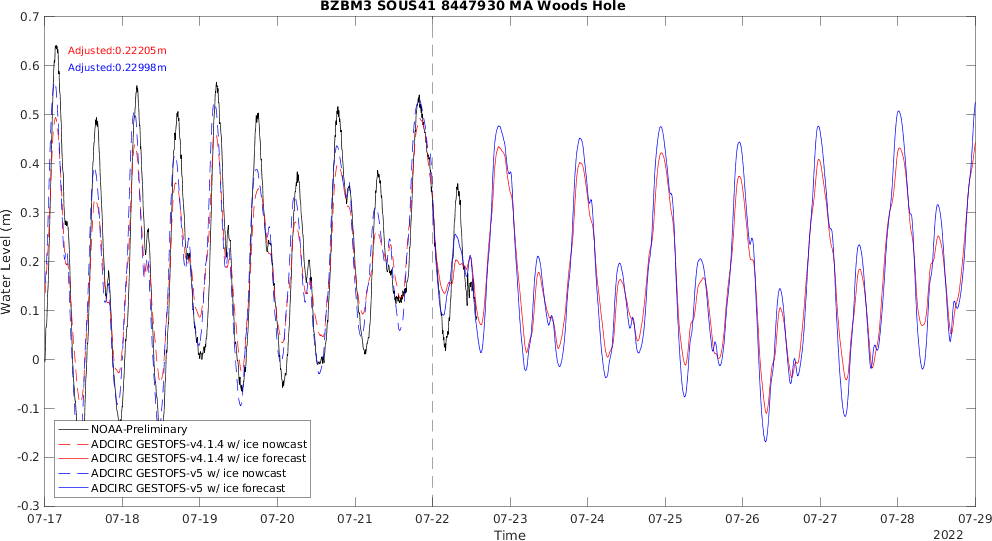 BZBM3 SOUS41 8447930 MA Woods Hole
0.7
0.6
0.5
0.4
0.3
0.2
0.1
0
-0.1
-0.2
-0.3
Water Level (m)
Adjusted:0.22205m
Adjusted:0.22998m
NOAA-Preliminary
ADCIRC GESTOFS-v4.1.4 w/ ice nowcast
ADCIRC GESTOFS-v4.1.4 w/ ice forecast
ADCIRC GESTOFS-v5 w/ ice nowcast
ADCIRC GESTOFS-v5 w/ ice forecast
07-17 07-18 07-19 07-20 07-21 07-22 07-23 07-24 07-25 07-26 07-27 07-28 07-29
Time
2022